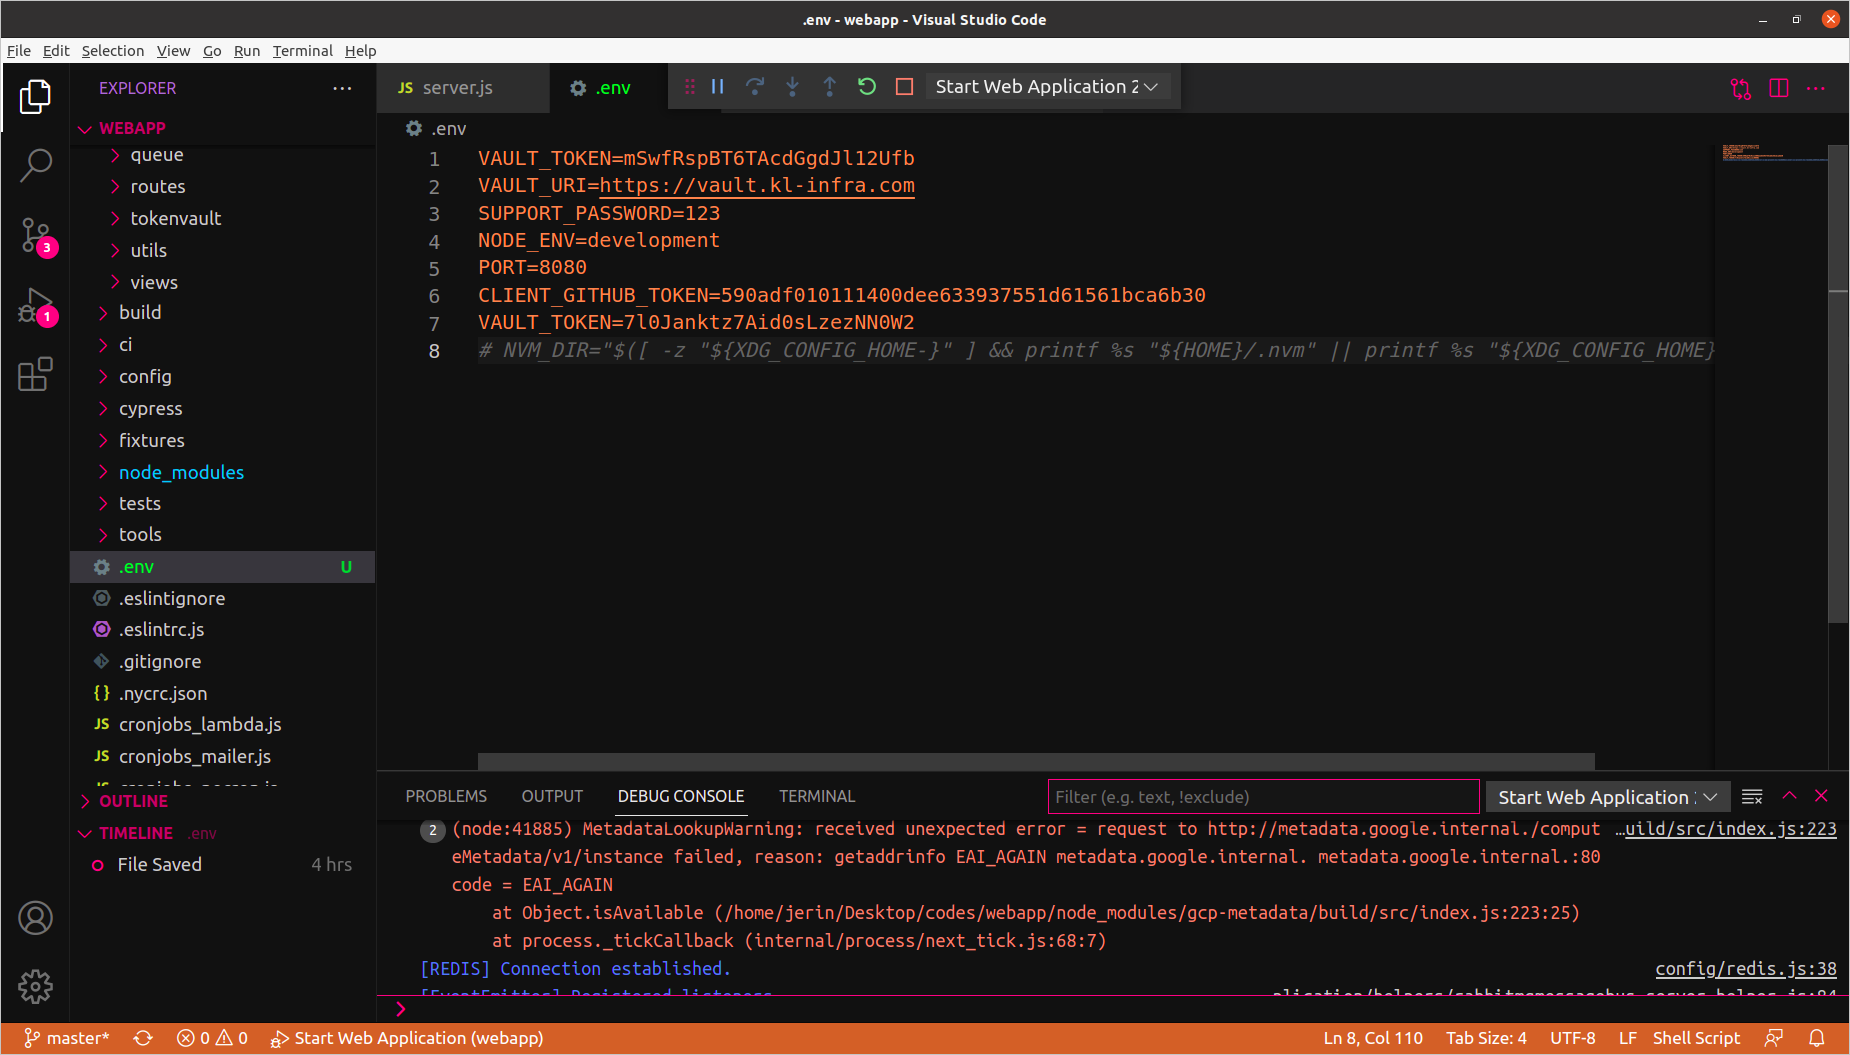 .env - webapp - Visual Studio Code
File Edit Selection View Go Run Terminal Help
EXPLORER
WEBAPP
queue
routes
tokenvault
utils
views
build
ci
config
cypress
fixtures
node_modules
tests
tools
.env U
.eslintignore
.eslintrc.js
.gitignore
{} .nycrc.json
JS cronjobs_lambda.js
JS cronjobs_mailer.js
OUTLINE
TIMELINE .env
File Saved 4 hrs
3
1
JS server.js
.env
Start Web Application 2
.env
1 VAULT_TOKEN=mSwfRspBT6TAcdGgdJl12Ufb
2 VAULT_URI=https://vault.kl-infra.com
3 SUPPORT_PASSWORD=123
4 NODE_ENV=development
5 PORT=8080
6 CLIENT_GITHUB_TOKEN=590adf010111400dee633937551d61561bca6b30
7 VAULT_TOKEN=7l0Janktz7Aid0sLzezNN0W2
8 # NVM_DIR="$([ -z "${XDG_CONFIG_HOME-}" ] && printf %s "${HOME}/.nvm" || printf %s "${XDG_CONFIG_HOME}
PROBLEMS OUTPUT DEBUG CONSOLE TERMINAL
Filter (e.g. text, !exclude)
Start Web Application
2 (node:41885) MetadataLookupWarning: received unexpected error = request to http://metadata.google.internal./comput …uild/src/index.js:223
eMetadata/v1/instance failed, reason: getaddrinfo EAI_AGAIN metadata.google.internal. metadata.google.internal.:80
code = EAI_AGAIN
at Object.isAvailable (/home/jerin/Desktop/codes/webapp/node_modules/gcp-metadata/build/src/index.js:223:25)
at process._tickCallback (internal/process/next_tick.js:68:7)
[REDIS] Connection established. config/redis.js:38
[EventEmitter] Registered listeners
master* 0 0 Start Web Application (webapp) Ln 8, Col 110 Tab Size: 4 UTF-8 LF Shell Script